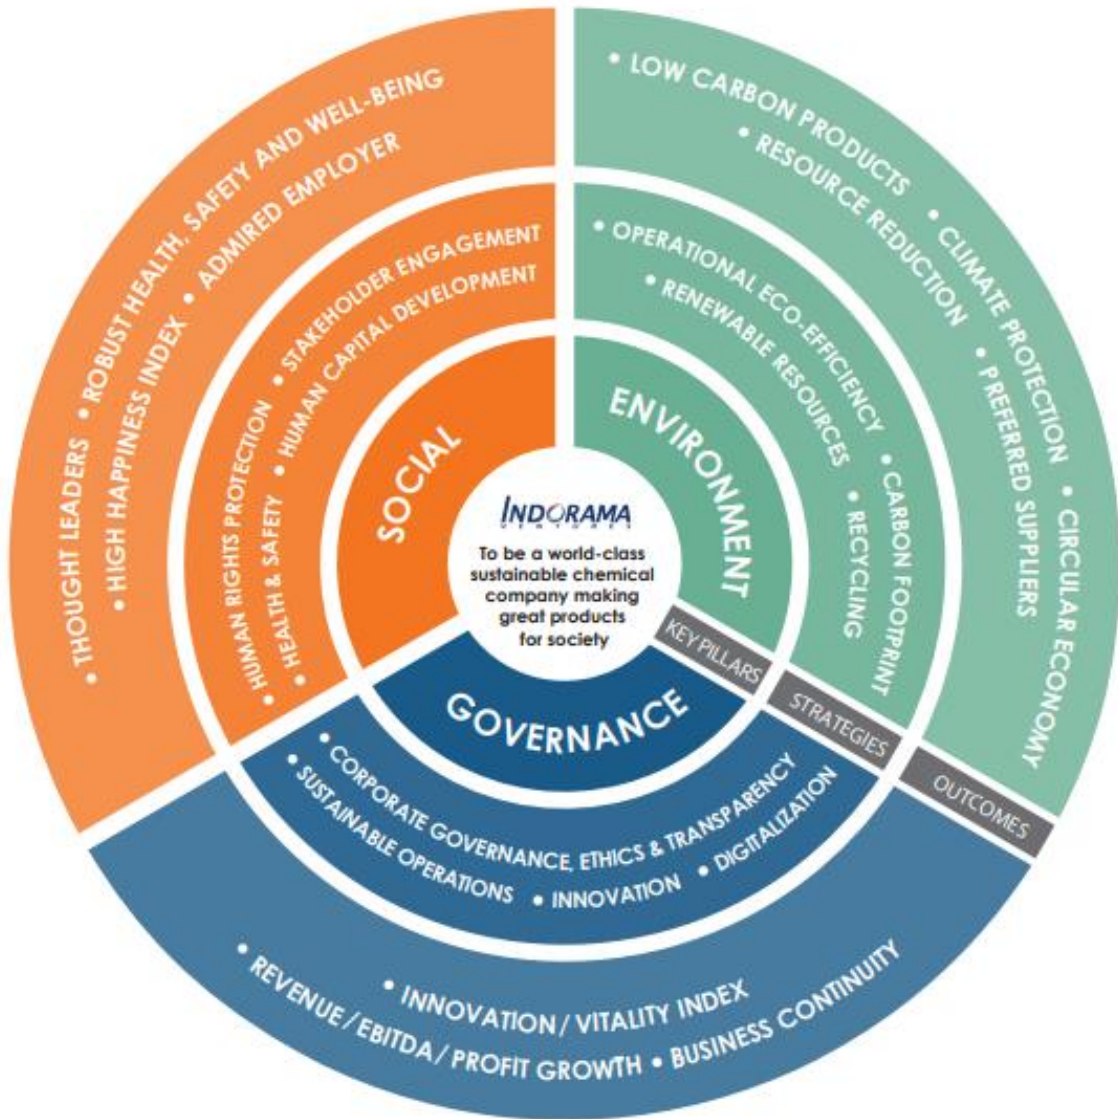 INDORAMA
VENTURES
To be a world-class
sustainable chemical
company making
great products
for society
SOCIAL
• HUMAN RIGHTS PROTECTION • STAKEHOLDER ENGAGEMENT
• HEALTH & SAFETY • HUMAN CAPITAL DEVELOPMENT
• THOUGHT LEADERS • ROBUST HEALTH, SAFETY AND WELL-BEING
• HIGH HAPPINESS INDEX • ADMIRED EMPLOYER
ENVIRONMENT
• OPERATIONAL ECO-EFFICIENCY • CARBON FOOTPRINT
• RENEWABLE RESOURCES • RECYCLING
• LOW CARBON PRODUCTS • CLIMATE PROTECTION • CIRCULAR ECONOMY
• RESOURCE REDUCTION • PREFERRED SUPPLIERS
GOVERNANCE
• CORPORATE GOVERNANCE, ETHICS & TRANSPARENCY
• SUSTAINABLE OPERATIONS • INNOVATION • DIGITALIZATION
• INNOVATION / VITALITY INDEX
• REVENUE / EBITDA / PROFIT GROWTH • BUSINESS CONTINUITY
KEY PILLARS
STRATEGIES
OUTCOMES